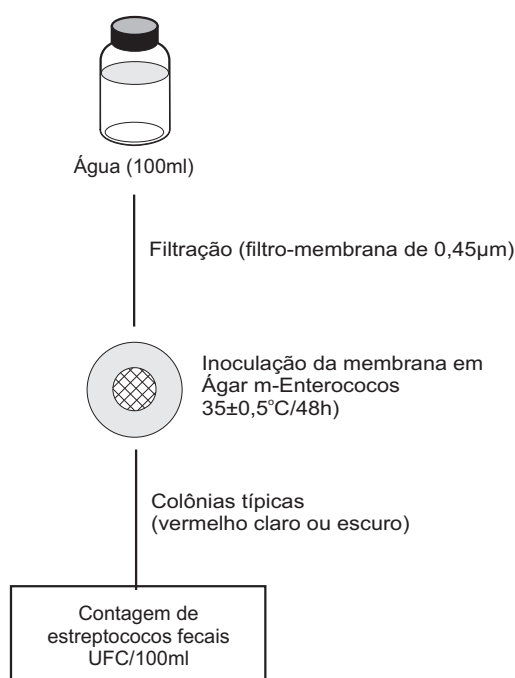 Água (100ml)
Filtração (filtro-membrana de 0,45µm)
Inoculação da membrana em
Ágar m-Enterococos
35±0,5°C/48h)
Colônias típicas
(vermelho claro ou escuro)
Contagem de
estreptococos fecais
UFC/100ml